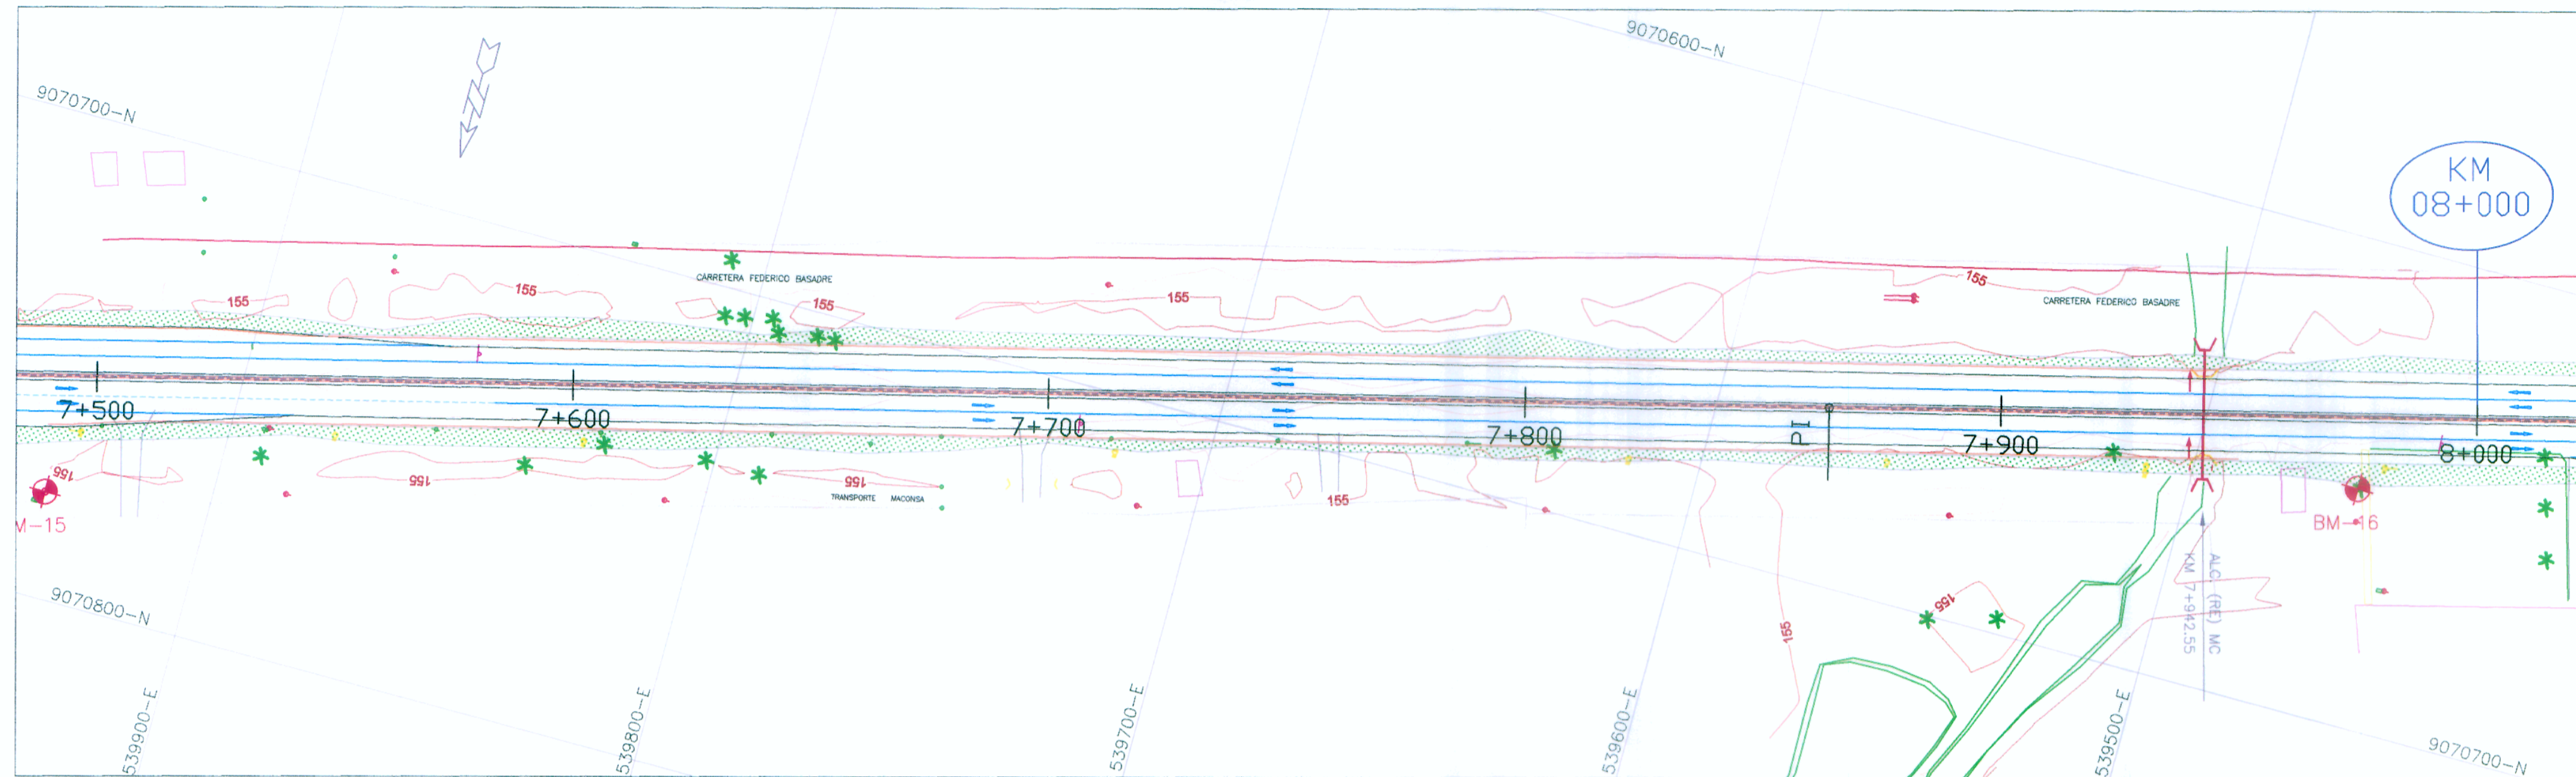 9070600-N
9070700-N
KM
08+000
CARRETERA FEDERICO BASADRE
155
155
155
155
155
CARRETERA FEDERICO BASADRE
7+500
7+600
7+700
7+800
PI
7+900
8+000
155
M-15
155
155
TRANSPORTE MACONSA
155
BM-16
ALC (RE) MC
KM 7+942.55
155
155
9070800-N
539900-E
539800-E
539700-E
539600-E
539500-E
9070700-N